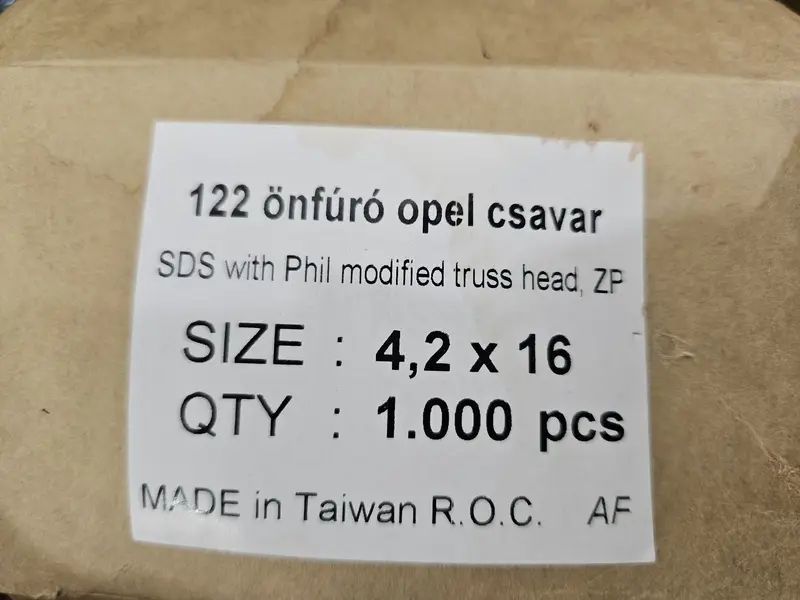 122 önfúró opel csavar
SDS with Phil modified truss head, ZP
SIZE : 4,2 x 16
QTY : 1.000 pcs
MADE in Taiwan R.O.C. AF